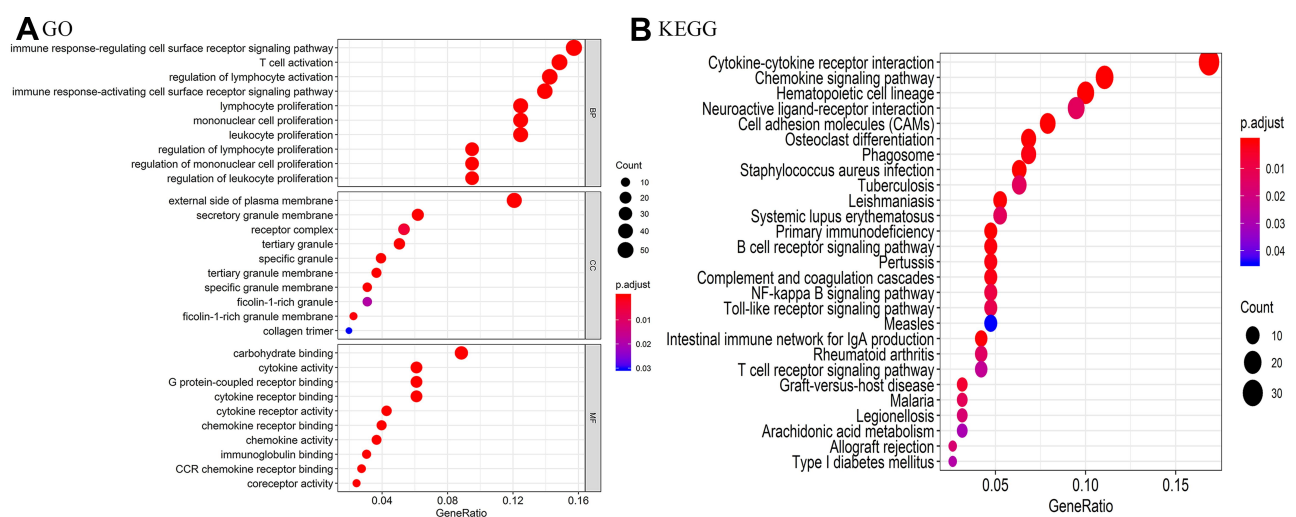 A GO
immune response-regulating cell surface receptor signaling pathway
T cell activation
regulation of lymphocyte activation
immune response-activating cell surface receptor signaling pathway
lymphocyte proliferation
mononuclear cell proliferation
leukocyte proliferation
regulation of lymphocyte proliferation
regulation of mononuclear cell proliferation
regulation of leukocyte proliferation
BP
external side of plasma membrane
secretory granule membrane
receptor complex
tertiary granule
specific granule
tertiary granule membrane
specific granule membrane
ficolin-1-rich granule
ficolin-1-rich granule membrane
collagen trimer
CC
carbohydrate binding
cytokine activity
G protein-coupled receptor binding
cytokine receptor binding
cytokine receptor activity
chemokine receptor binding
chemokine activity
immunoglobulin binding
CCR chemokine receptor binding
coreceptor activity
MF
0.04 0.08 0.12 0.16
GeneRatio
Count
10
20
30
40
50
p.adjust
0.01
0.02
0.03
B KEGG
Cytokine-cytokine receptor interaction
Chemokine signaling pathway
Hematopoietic cell lineage
Neuroactive ligand-receptor interaction
Cell adhesion molecules (CAMs)
Osteoclast differentiation
Phagosome
Staphylococcus aureus infection
Tuberculosis
Leishmaniasis
Systemic lupus erythematosus
Primary immunodeficiency
B cell receptor signaling pathway
Pertussis
Complement and coagulation cascades
NF-kappa B signaling pathway
Toll-like receptor signaling pathway
Measles
Intestinal immune network for IgA production
Rheumatoid arthritis
T cell receptor signaling pathway
Graft-versus-host disease
Malaria
Legionellosis
Arachidonic acid metabolism
Allograft rejection
Type I diabetes mellitus
0.05 0.10 0.15
GeneRatio
p.adjust
0.01
0.02
0.03
0.04
Count
10
20
30